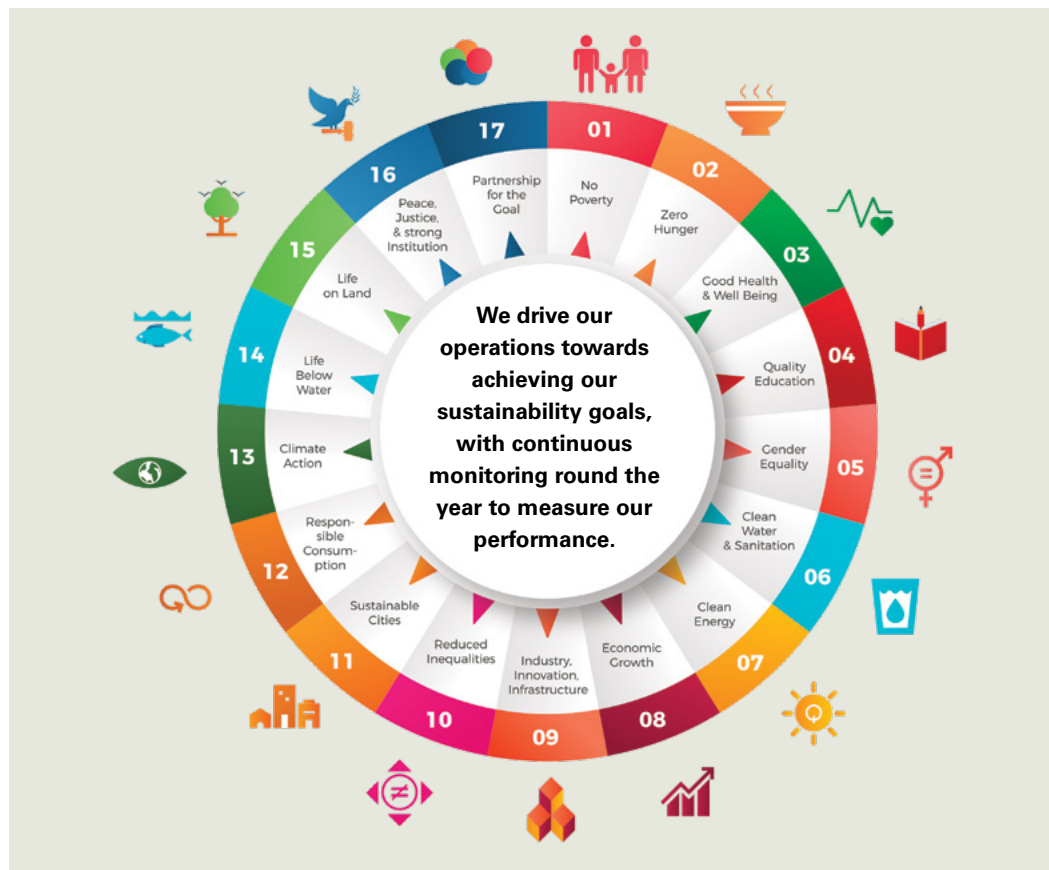 01
No
Poverty
02
Zero
Hunger
03
Good Health
& Well Being
04
Quality
Education
05
Gender
Equality
06
Clean
Water
& Sanitation
07
Clean
Energy
08
Economic
Growth
09
Industry,
Innovation,
Infrastructure
10
Reduced
Inequalities
11
Sustainable
Cities
12
Respon-
sible
Consum-
ption
13
Climate
Action
14
Life
Below
Water
15
Life
on Land
16
Peace,
Justice,
& strong
Institution
17
Partnership
for the
Goal
We drive our
operations towards
achieving our
sustainability goals,
with continuous
monitoring round the
year to measure our
performance.